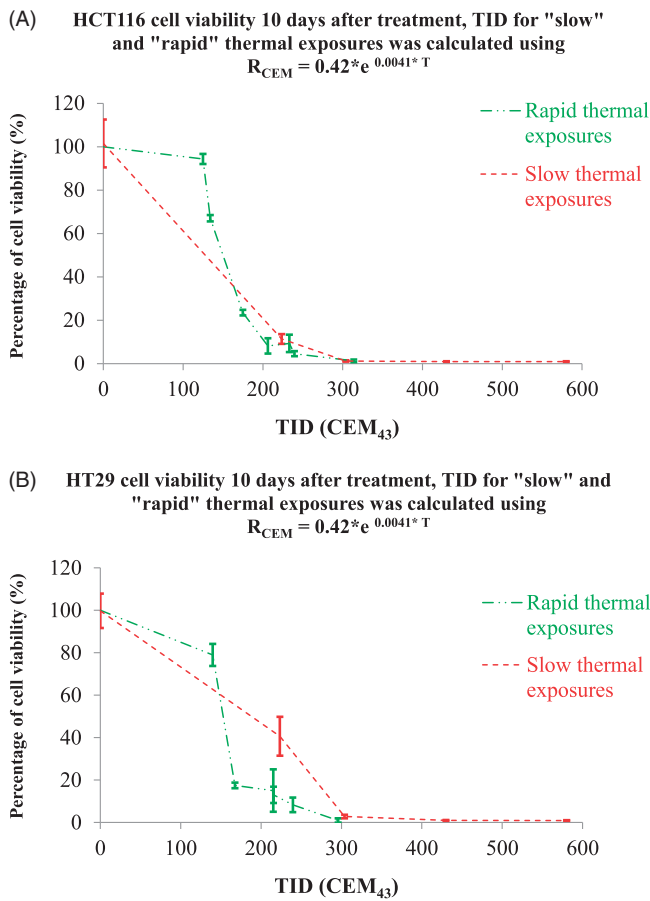 (A)
HCT116 cell viability 10 days after treatment, TID for "slow"
and "rapid" thermal exposures was calculated using
R_CEM = 0.42*e^0.0041* T
Percentage of cell viability (%)
120
100
80
60
40
20
0
0 100 200 300 400 500 600
TID (CEM₄₃)
Rapid thermal
exposures
Slow thermal
exposures
(B)
HT29 cell viability 10 days after treatment, TID for "slow" and
"rapid" thermal exposures was calculated using
R_CEM = 0.42*e^0.0041* T
Percentage of cell viability (%)
120
100
80
60
40
20
0
0 100 200 300 400 500 600
TID (CEM₄₃)
Rapid thermal
exposures
Slow thermal
exposures